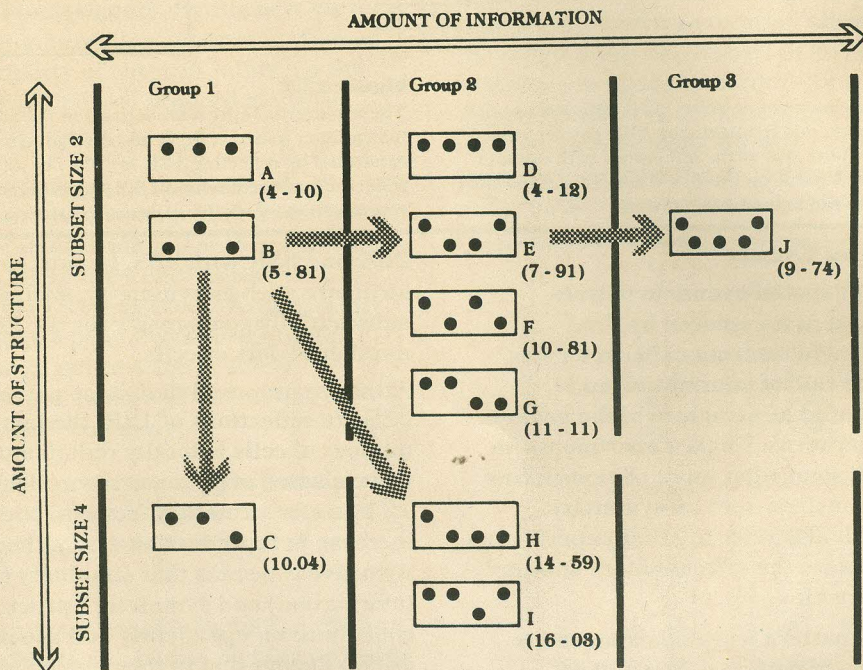 AMOUNT OF INFORMATION
Group 1
Group 2
Group 3
AMOUNT OF STRUCTURE
SUBSET SIZE 2
A
(4 - 10)
D
(4 - 12)
B
(5 - 81)
E
(7 - 91)
J
(9 - 74)
F
(10 - 81)
G
(11 - 11)
SUBSET SIZE 4
C
(10.04)
H
(14 - 59)
I
(16 - 03)